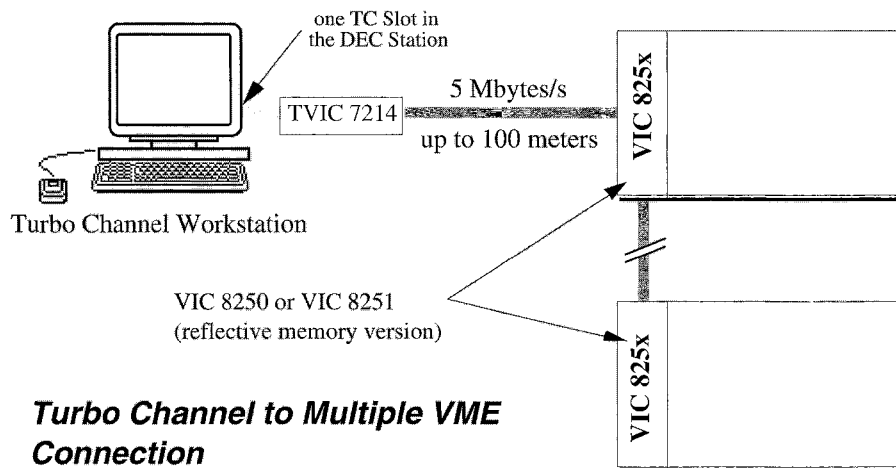 one TC Slot in
the DEC Station
TVIC 7214
5 Mbytes/s
up to 100 meters
VIC 825x
Turbo Channel Workstation
VIC 8250 or VIC 8251
(reflective memory version)
VIC 825x
Turbo Channel to Multiple VME
Connection